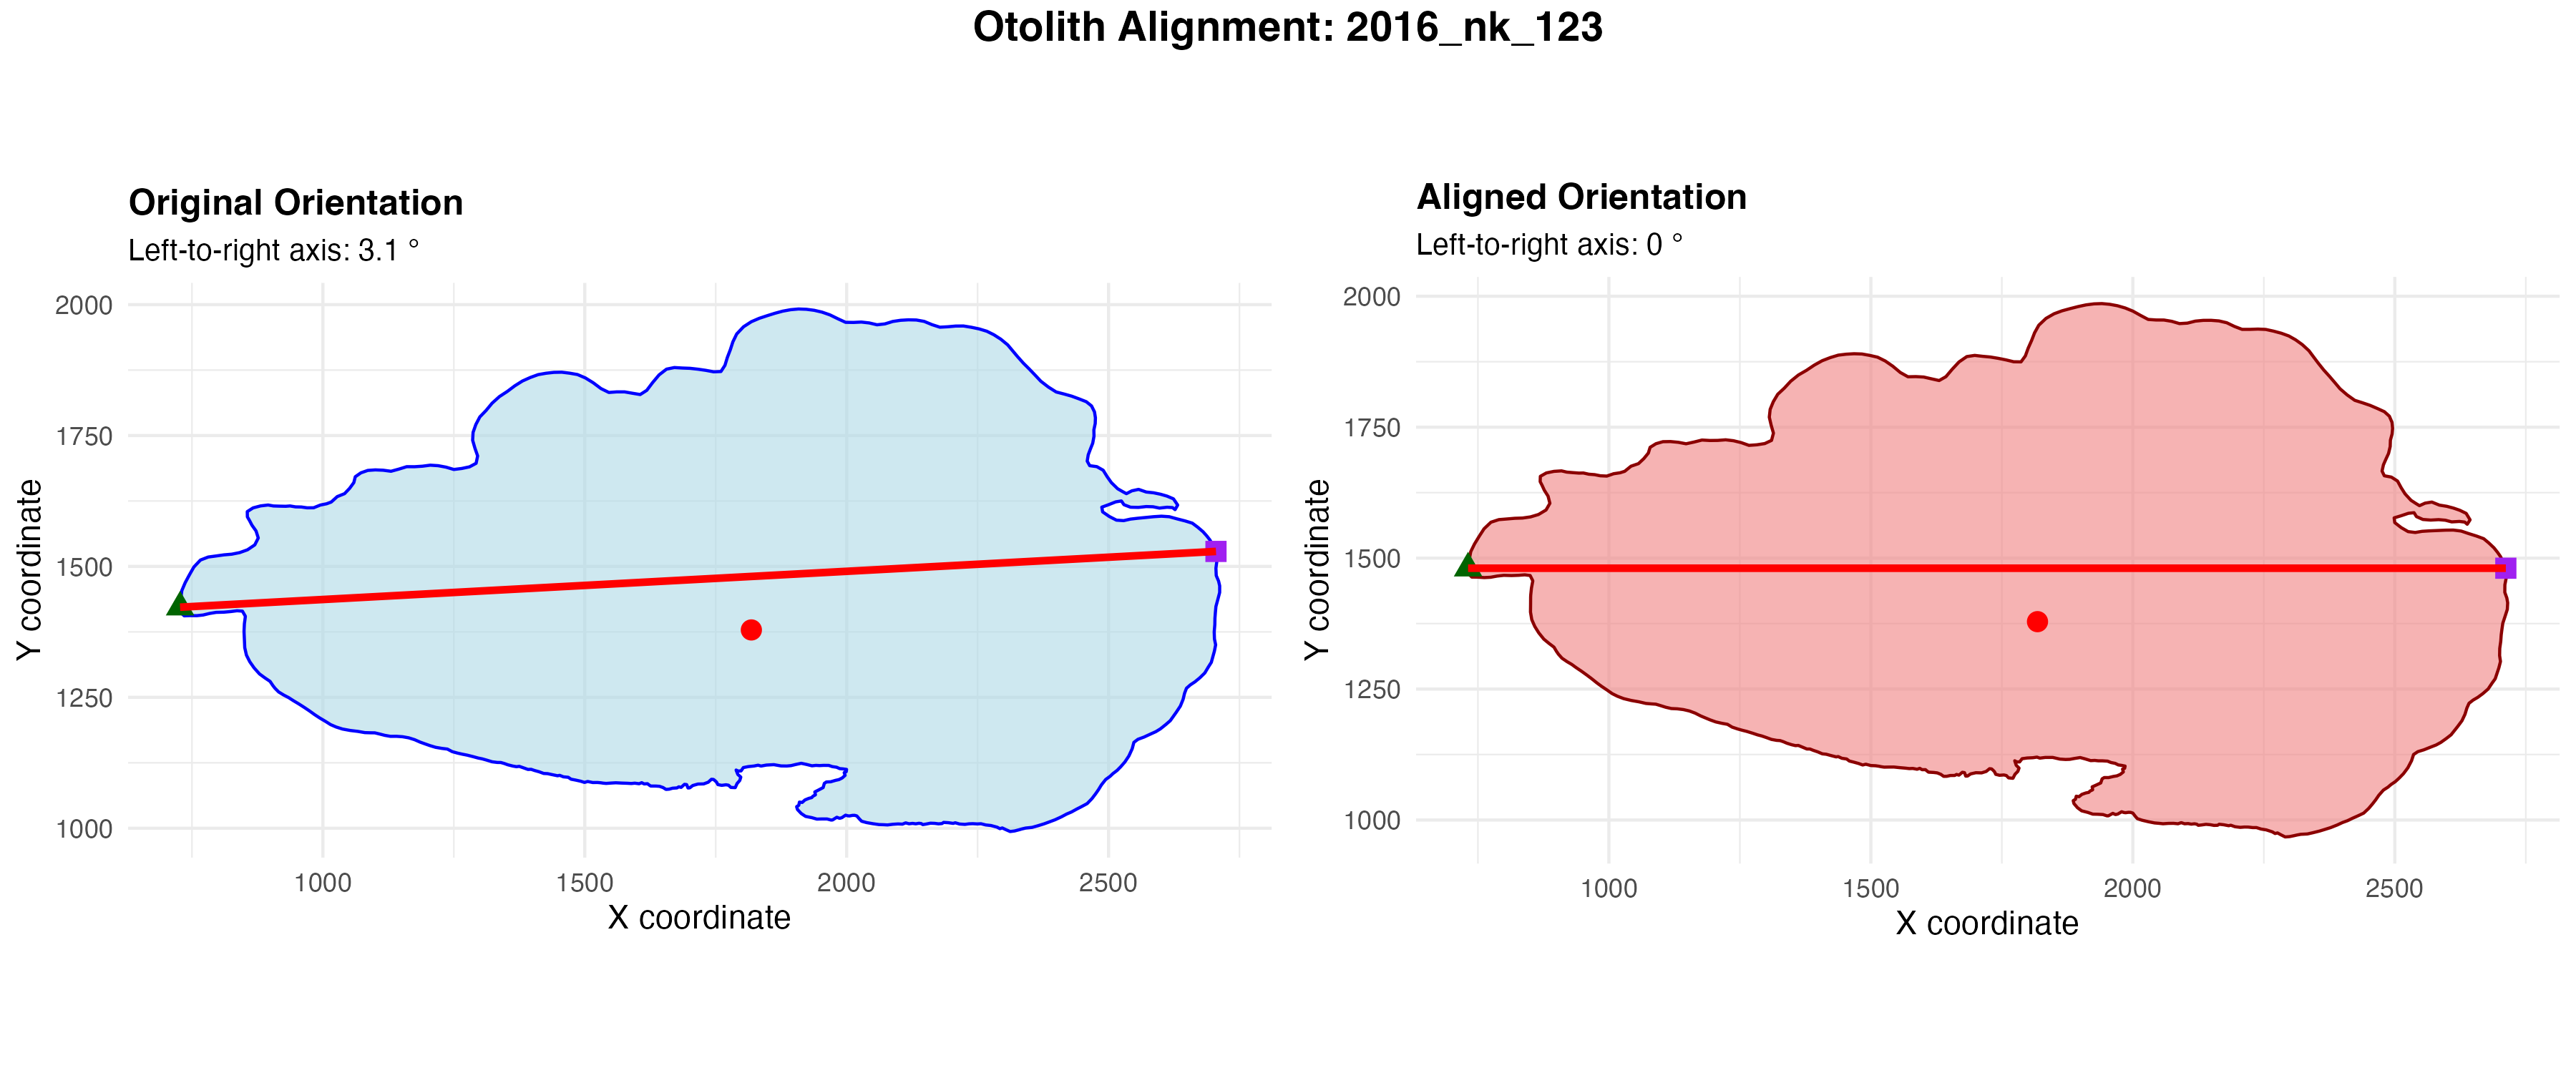 Otolith Alignment: 2016_nk_123
Original Orientation
Left-to-right axis: 3.1 °
2000
1750
1500
1250
1000
Y coordinate
1000
1500
2000
2500
X coordinate
Aligned Orientation
Left-to-right axis: 0 °
2000
1750
1500
1250
1000
Y coordinate
1000
1500
2000
2500
X coordinate